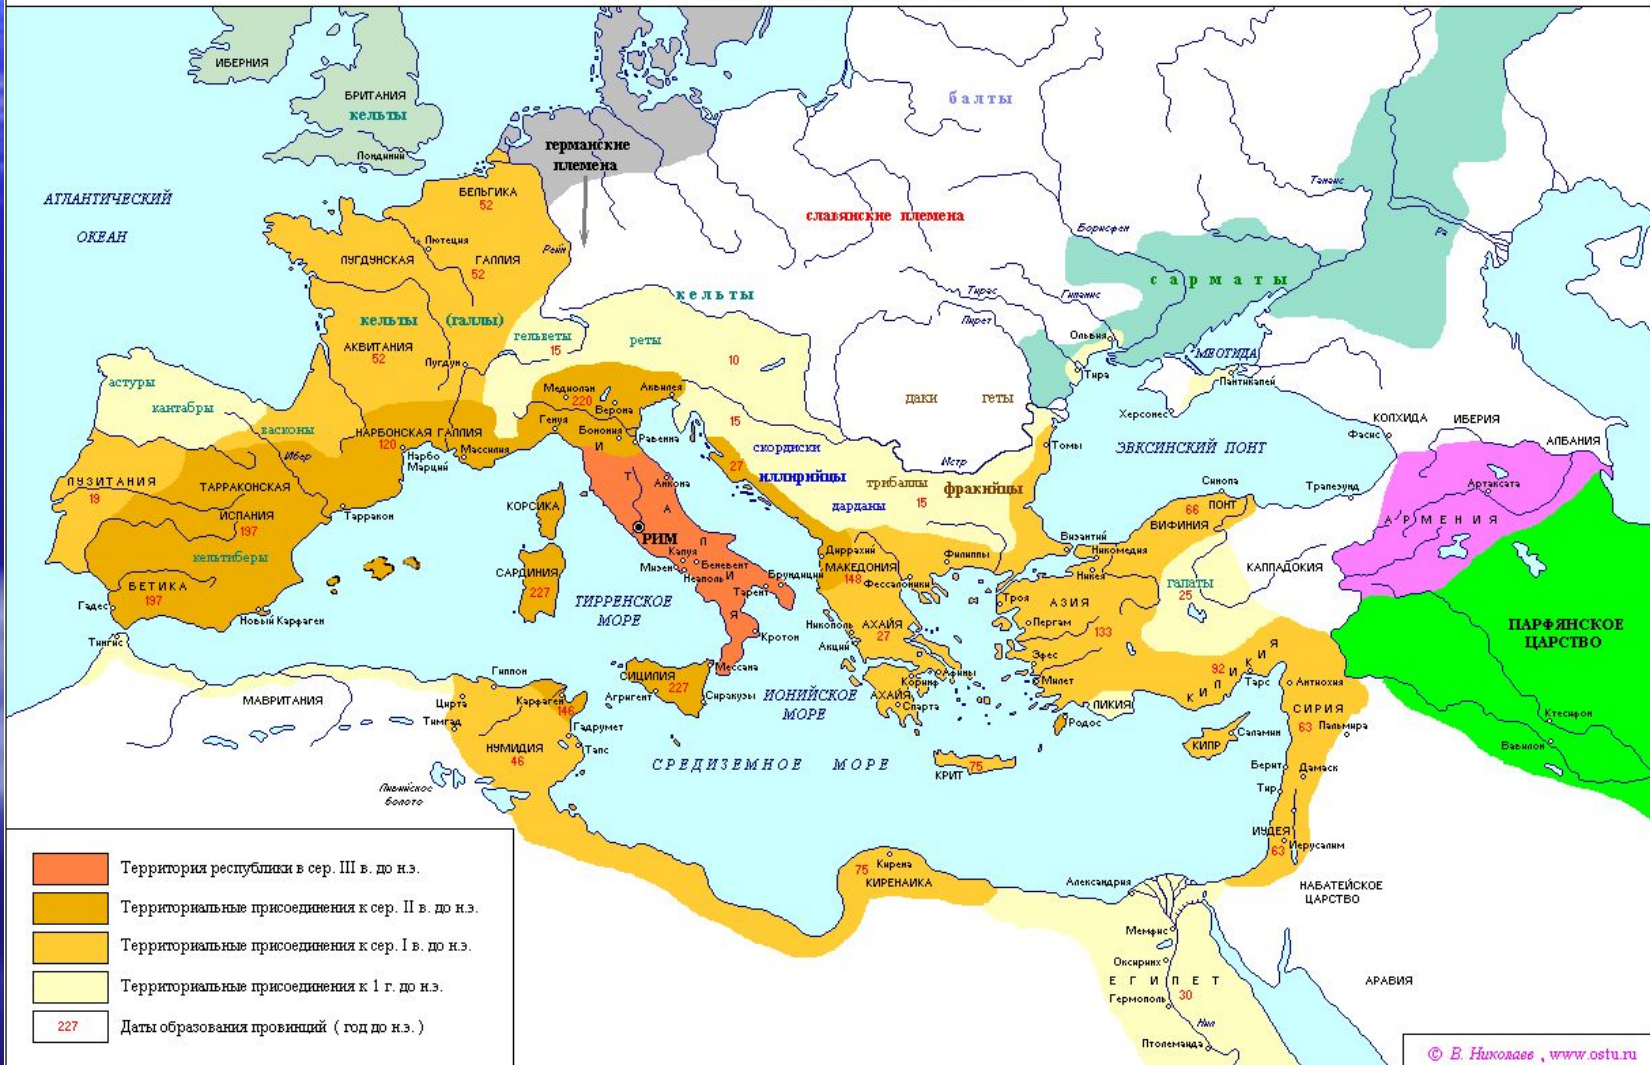 ИБЕРНИЯ
БРИТАНИЯ
кельты
Лондиний
балты
германские
племена
АТЛАНТИЧЕСКИЙ
ОКЕАН
БЕЛЬГИКА
52
славянские племена
Танаис
Борисфен
Ра
Лютеция
Рейн
ЛУГДУНСКАЯ
ГАЛЛИЯ
52
сарматы
кельты
Тирас
Гипанис
Пирет
кельты (галлы)
АКВИТАНИЯ
52
Лугдун
гельветы
15
реты
10
Ольвия
МЕОТИДА
Тира
Пантикапей
астуры
кантабры
васконы
Медиолан
220
Верона
Аквилея
даки
геты
Херсонес
КОЛХИДА
ИБЕРИЯ
АЛБАНИЯ
Фасис
НАРБОНСКАЯ ГАЛЛИЯ
120
Нарбо
Марций
Массилия
Генуя
Бонония
Равенна
15
скордиски
27
иллирийцы
Истр
Томы
ЭВКСИНСКИЙ ПОНТ
Ибер
ЛУЗИТАНИЯ
19
ТАРРАКОНСКАЯ
ИСПАНИЯ
197
Тарракон
кельтиберы
КОРСИКА
ИТАЛИЯ
Анкона
РИМ
трибаллы
15
фракийцы
дарданы
Синопа
Трапезунд
Артаксата
АРМЕНИЯ
66
ПОНТ
ВИФИНИЯ
Византий
Никомедия
Никея
БЕТИКА
197
Гадес
Новый Карфаген
САРДИНИЯ
227
Капуя
Мизен
Беневент
Неаполь
Брундиций
Тарент
Диррахий
МАКЕДОНИЯ
148
Филиппы
Фессалоники
галаты
25
КАППАДОКИЯ
ТИРРЕНСКОЕ
МОРЕ
Троя
АЗИЯ
Пергам
133
ПАРФЯНСКОЕ
ЦАРСТВО
Тингис
Кротон
Никополь
Акций
АХАЙЯ
27
Эфес
Милет
92
КИЛИКИЯ
Тарс
Антиохия
МАВРИТАНИЯ
Гиппон
Цирта
Тимгад
Карфаген
146
Мессана
СИЦИЛИЯ
227
Агригент
Сиракузы
ИОНИЙСКОЕ
МОРЕ
Афины
Коринф
АХАЙЯ
Спарта
ЛИКИЯ
Родос
СИРИЯ
63
Пальмира
Ктесифон
Вавилон
Гадрумет
Тапс
НУМИДИЯ
46
СРЕДИЗЕМНОЕ МОРЕ
КРИТ
75
КИПР
Саламин
Берит
Дамаск
Тир
Ливийское
болото
ИУДЕЯ
63
Иерусалим
75
Кирена
КИРЕНАИКА
Александрия
НАБАТЕЙСКОЕ
ЦАРСТВО
Мемфис
Оксиринх
ЕГИПЕТ
30
Гермополь
Нил
Птолемаида
АРАВИЯ
Территория республики в сер. III в. до н.э.
Территориальные присоединения к сер. II в. до н.э.
Территориальные присоединения к сер. I в. до н.э.
Территориальные присоединения к 1 г. до н.э.
227
Даты образования провинций ( год до н.э. )
© В. Николаев , www.ostu.ru